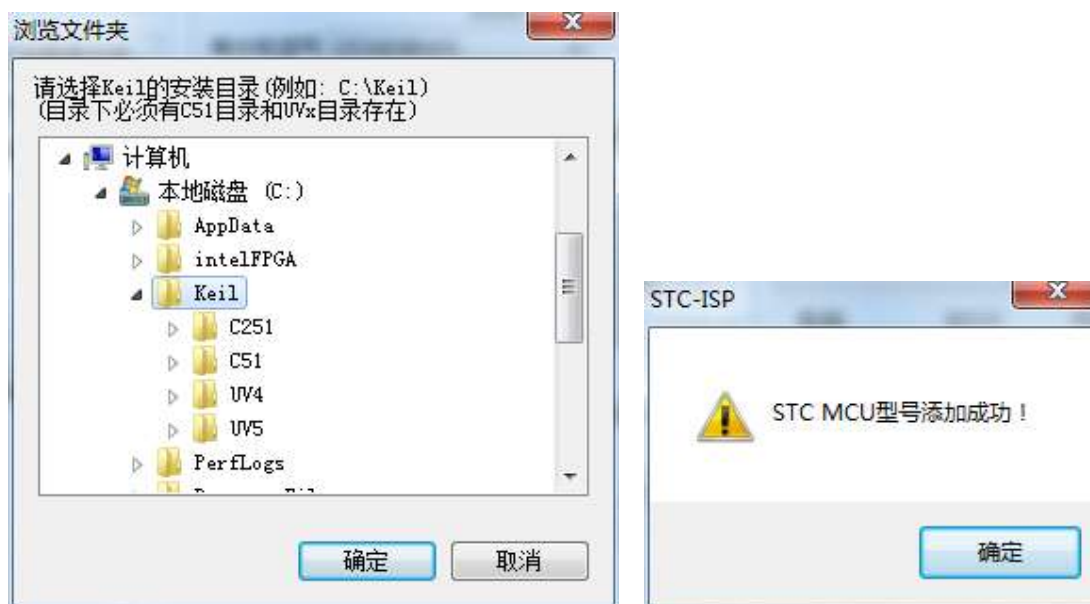 浏览文件夹
请选择Keil的安装目录(例如: C:\Keil)
(目录下必须有C51目录和UVx目录存在)
计算机
本地磁盘 (C:)
AppData
intelFPGA
Keil
C251
C51
UV4
UV5
PerfLogs
确定
取消
STC-ISP
STC MCU型号添加成功！
确定